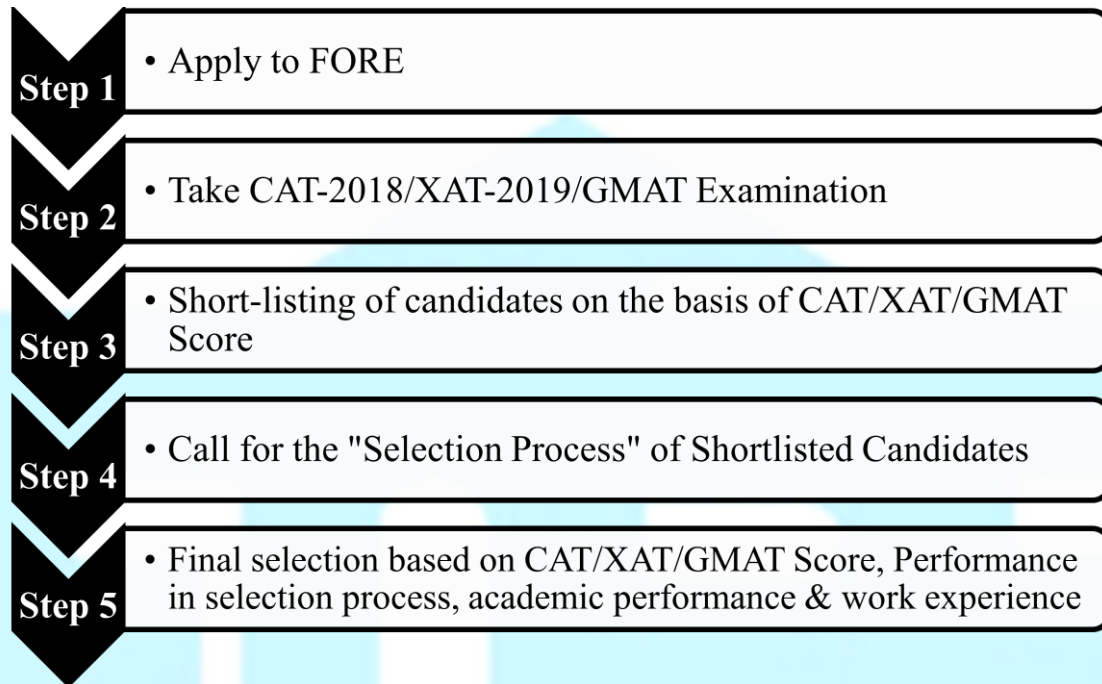 Step 1
• Apply to FORE
Step 2
• Take CAT-2018/XAT-2019/GMAT Examination
Step 3
• Short-listing of candidates on the basis of CAT/XAT/GMAT
Score
Step 4
• Call for the "Selection Process" of Shortlisted Candidates
Step 5
• Final selection based on CAT/XAT/GMAT Score, Performance
in selection process, academic performance & work experience